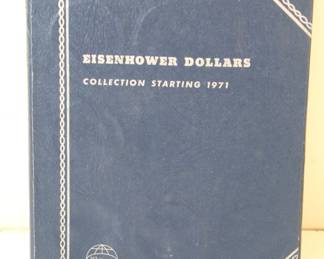 EISENHOWER DOLLARS
COLLECTION STARTING 1971